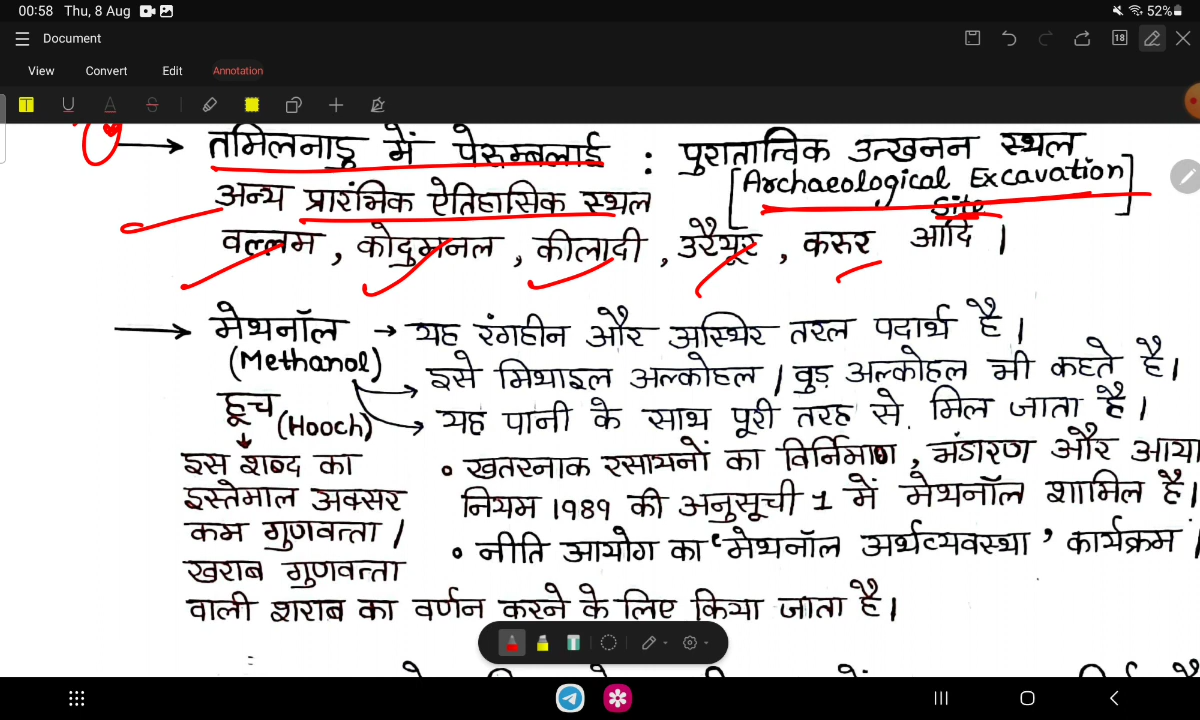 00:58 Thu, 8 Aug 52%
Document 18
View Convert Edit Annotation
T U A S
→ तमिलनाडु में पेरुम्बलाई : पुरातात्विक उत्खनन स्थल
[Archaeological Excavation Site]
अन्य प्रारंभिक ऐतिहासिक स्थल
वल्लम, कोदुमनल, कीलादी, उरैयूर, करुर आदि ।
→ मेथनॉल → यह रंगहीन और अस्थिर तरल पदार्थ है ।
(Methanol) → इसे मिथाइल अल्कोहल / वुड़ अल्कोहल भी कहते है ।
→ यह पानी के साथ पूरी तरह से मिल जाता है ।
हूच (Hooch)
↓
इस शब्द का
इस्तेमाल अक्सर
कम गुणवत्ता /
खराब गुणवत्ता
वाली शराब का वर्णन करने के लिए किया जाता है ।
• खतरनाक रसायनों का विर्निमाण, भंडारण और आया
नियम 1989 की अनुसूची 1 में मेथनॉल शामिल है ।
• नीति आयोग का 'मेथनॉल अर्थव्यवस्था' कार्यक्रम ।